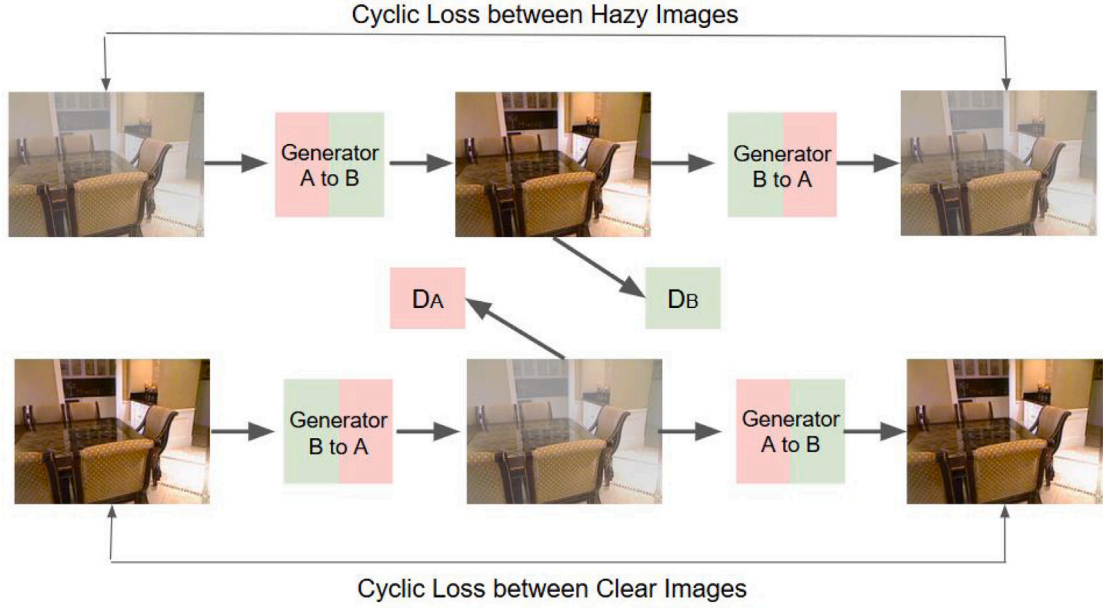 Cyclic Loss between Hazy Images
Generator
A to B
Generator
B to A
DA
DB
Generator
B to A
Generator
A to B
Cyclic Loss between Clear Images